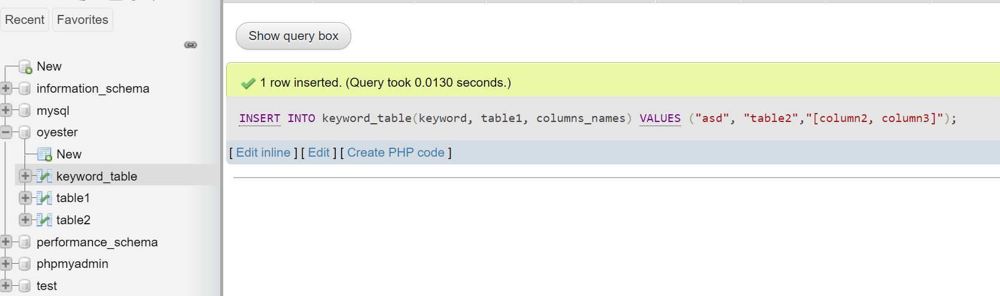 Recent Favorites
New
information_schema
mysql
oyester
New
keyword_table
table1
table2
performance_schema
phpmyadmin
test
Show query box
1 row inserted. (Query took 0.0130 seconds.)
INSERT INTO keyword_table(keyword, table1, columns_names) VALUES ("asd", "table2","[column2, column3]");
[ Edit inline ] [ Edit ] [ Create PHP code ]